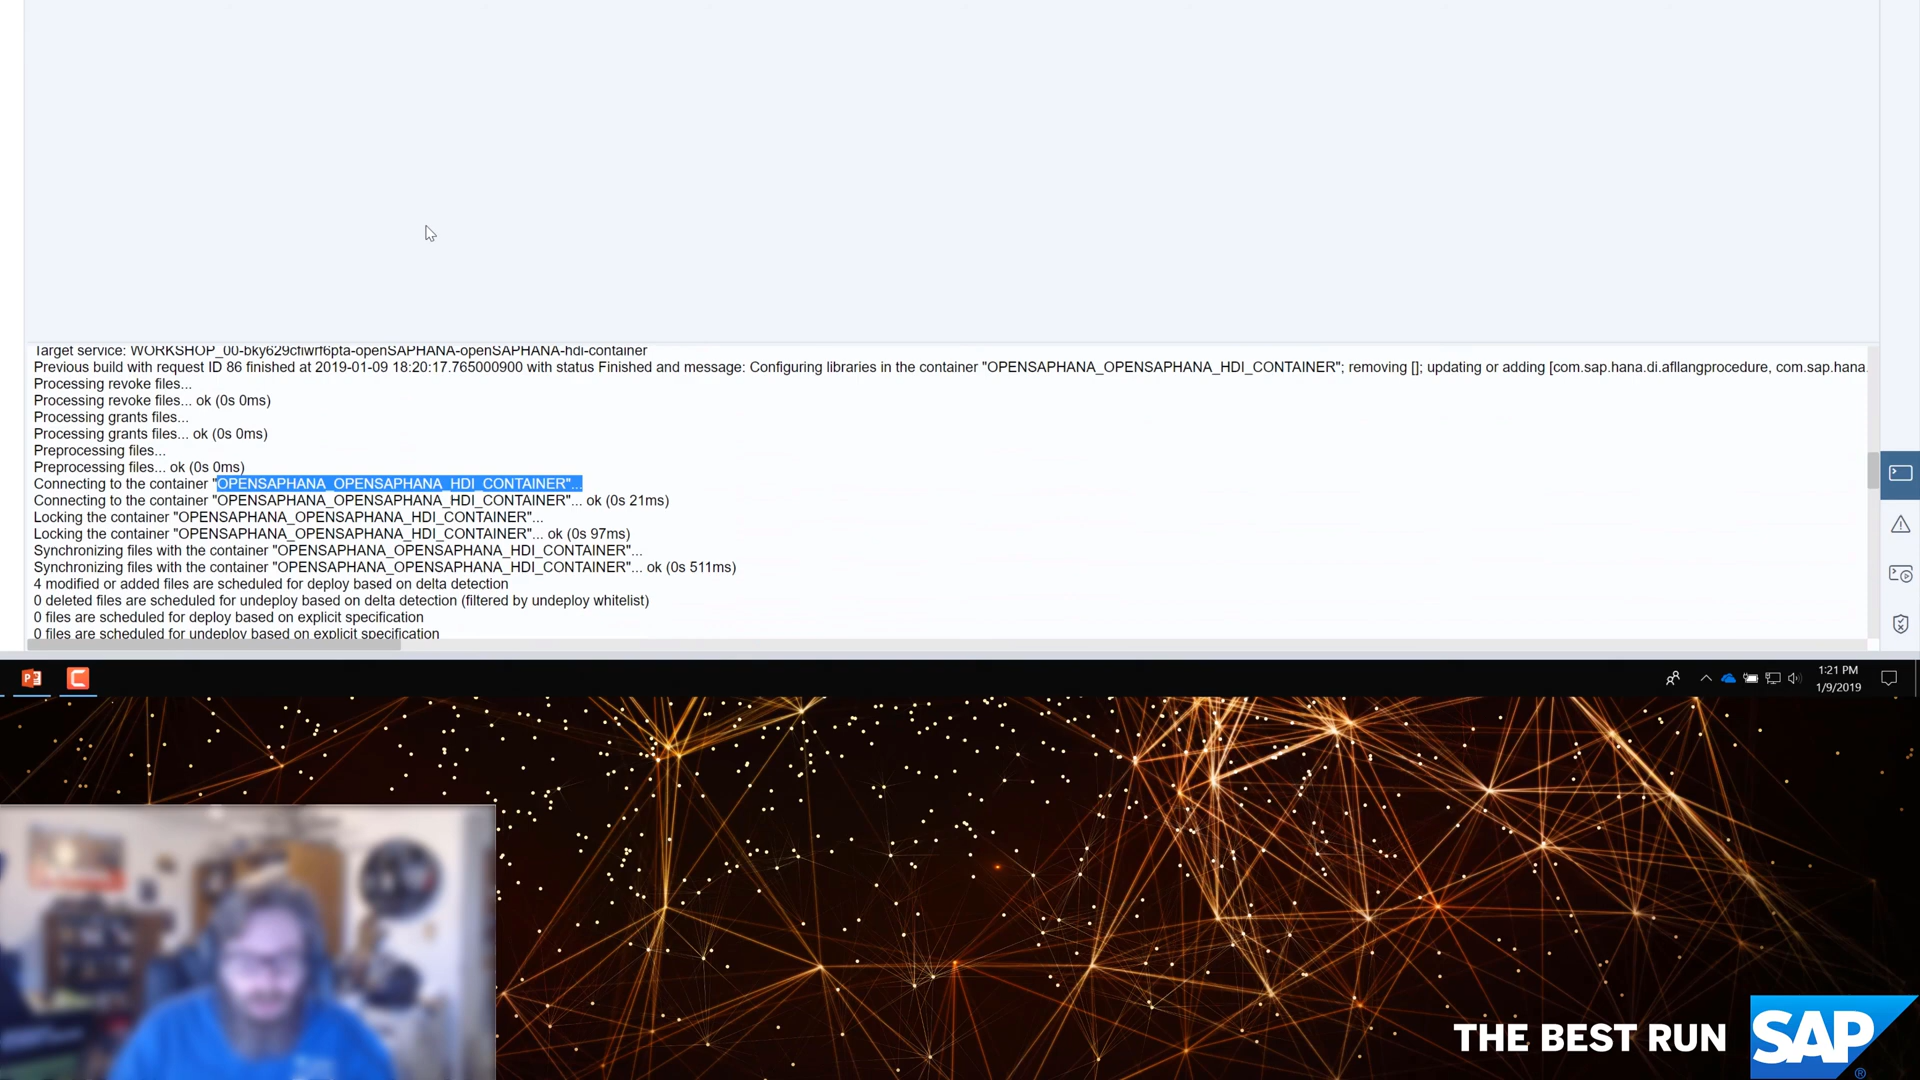 Target service: WORKSHOP_00-bky629cfiwrf6pta-openSAPHANA-openSAPHANA-hdi-container
Previous build with request ID 86 finished at 2019-01-09 18:20:17.765000900 with status Finished and message: Configuring libraries in the container "OPENSAPHANA_OPENSAPHANA_HDI_CONTAINER"; removing []; updating or adding [com.sap.hana.di.afllangprocedure, com.sap.hana.
Processing revoke files...
Processing revoke files... ok (0s 0ms)
Processing grants files...
Processing grants files... ok (0s 0ms)
Preprocessing files...
Preprocessing files... ok (0s 0ms)
Connecting to the container "OPENSAPHANA_OPENSAPHANA_HDI_CONTAINER"...
Connecting to the container "OPENSAPHANA_OPENSAPHANA_HDI_CONTAINER"... ok (0s 21ms)
Locking the container "OPENSAPHANA_OPENSAPHANA_HDI_CONTAINER"...
Locking the container "OPENSAPHANA_OPENSAPHANA_HDI_CONTAINER"... ok (0s 97ms)
Synchronizing files with the container "OPENSAPHANA_OPENSAPHANA_HDI_CONTAINER"...
Synchronizing files with the container "OPENSAPHANA_OPENSAPHANA_HDI_CONTAINER"... ok (0s 511ms)
4 modified or added files are scheduled for deploy based on delta detection
0 deleted files are scheduled for undeploy based on delta detection (filtered by undeploy whitelist)
0 files are scheduled for deploy based on explicit specification
0 files are scheduled for undeploy based on explicit specification
1:21 PM
1/9/2019
THE BEST RUN SAP®